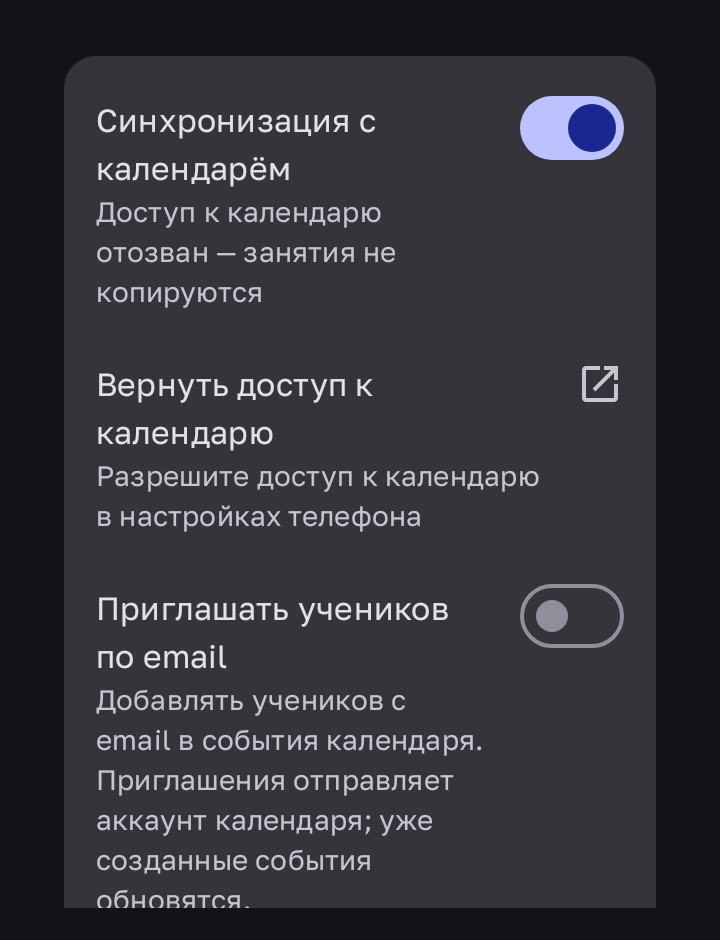 Синхронизация с
календарём
Доступ к календарю
отозван — занятия не
копируются
Вернуть доступ к
календарю
Разрешите доступ к календарю
в настройках телефона
Приглашать учеников
по email
Добавлять учеников с
email в события календаря.
Приглашения отправляет
аккаунт календаря; уже
созданные события
обновятся.